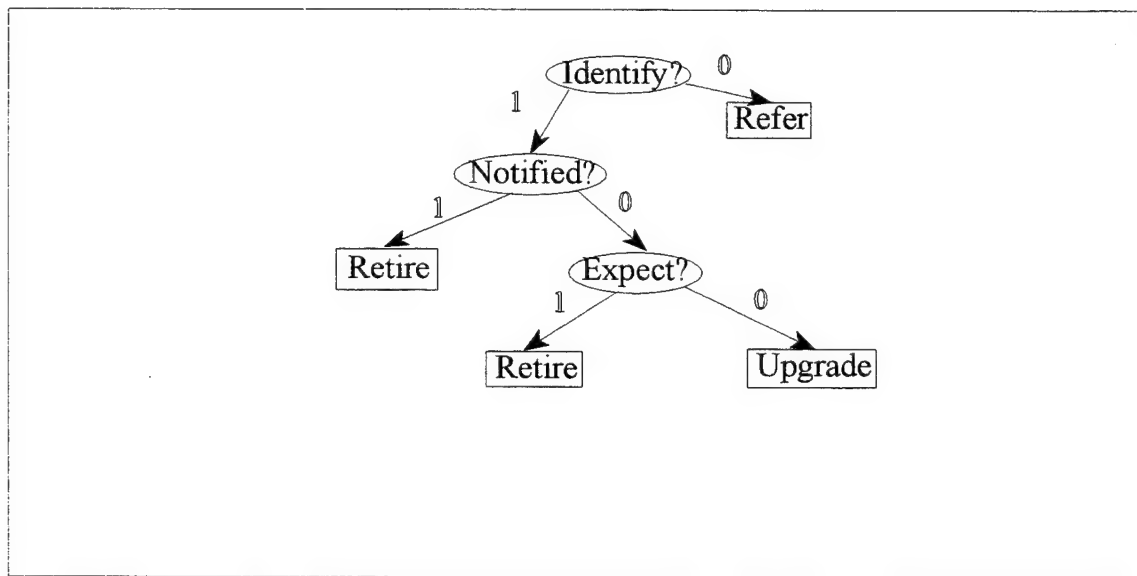 Identify?
0
1
Refer
Notified?
1
0
Retire
Expect?
1
0
Retire
Upgrade